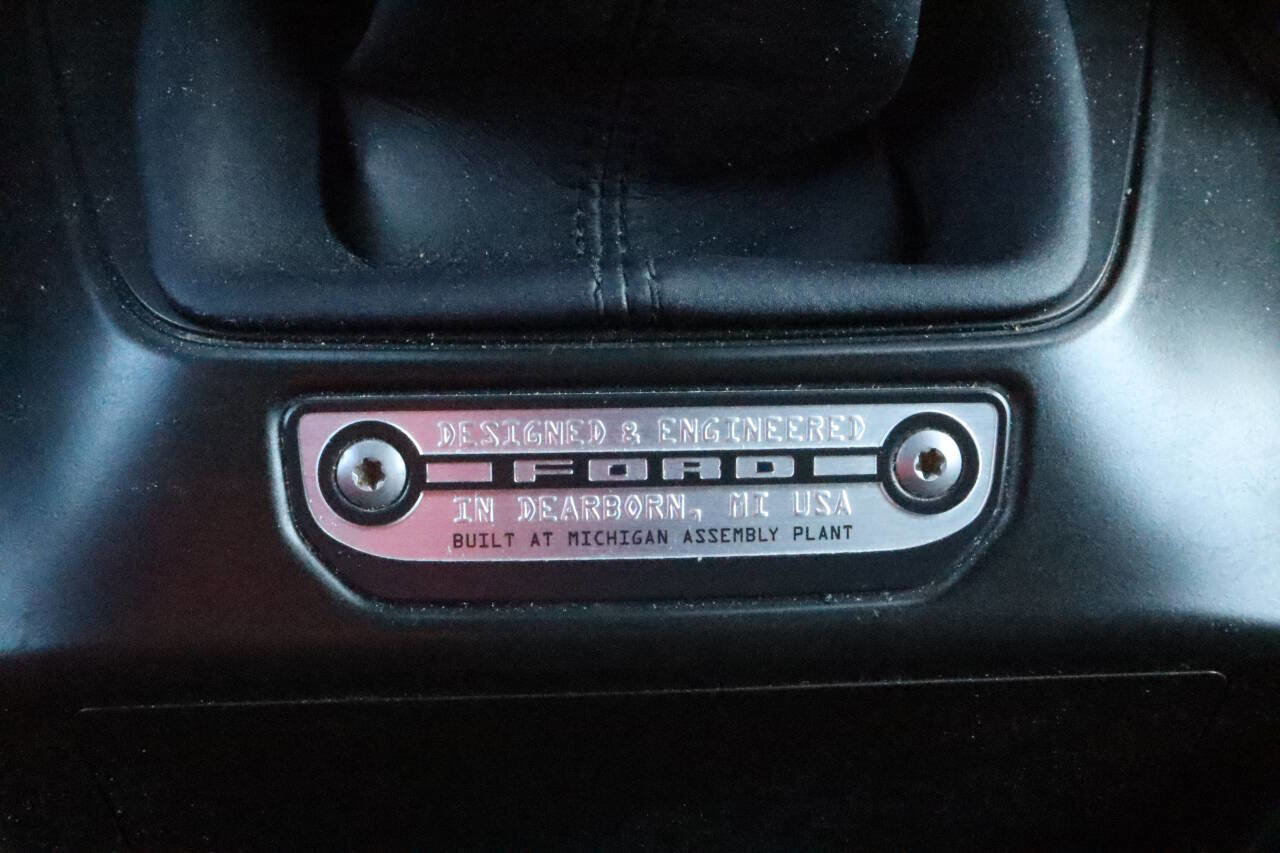 DESIGNED & ENGINEERED
FORD
IN DEARBORN, MI USA
BUILT AT MICHIGAN ASSEMBLY PLANT